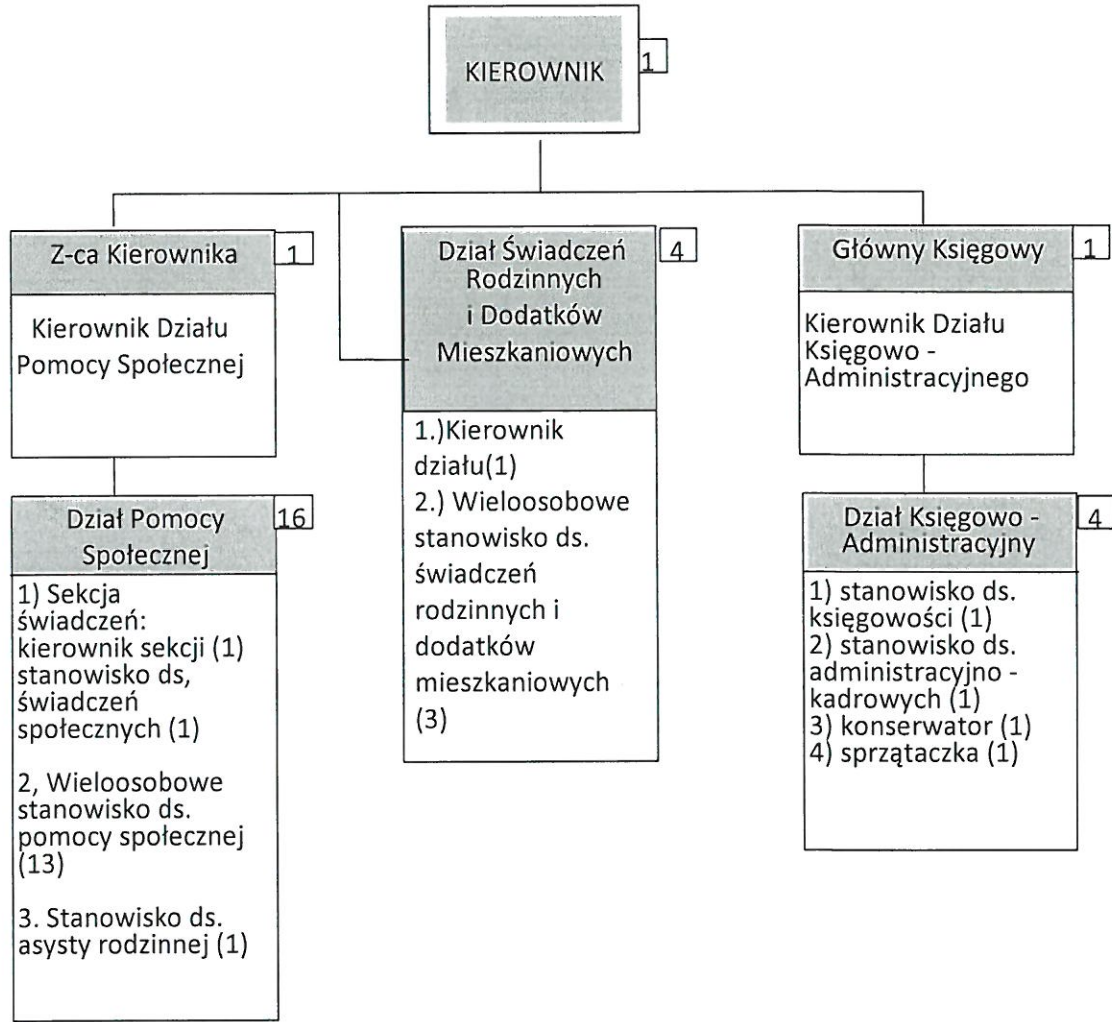 KIEROWNIK
1
Z-ca Kierownika
1
Kierownik Działu
Pomocy Społecznej
Dział Świadczeń
Rodzinnych
i Dodatków
Mieszkaniowych
4
1.)Kierownik
działu(1)
2.) Wieloosobowe
stanowisko ds.
świadczeń
rodzinnych i
dodatków
mieszkaniowych
(3)
Główny Księgowy
1
Kierownik Działu
Księgowo -
Administracyjnego
Dział Pomocy
Społecznej
16
1) Sekcja
świadczeń:
kierownik sekcji (1)
stanowisko ds,
świadczeń
społecznych (1)
2, Wieloosobowe
stanowisko ds.
pomocy społecznej
(13)
3. Stanowisko ds.
asysty rodzinnej (1)
Dział Księgowo -
Administracyjny
4
1) stanowisko ds.
księgowości (1)
2) stanowisko ds.
administracyjno -
kadrowych (1)
3) konserwator (1)
4) sprzątaczka (1)